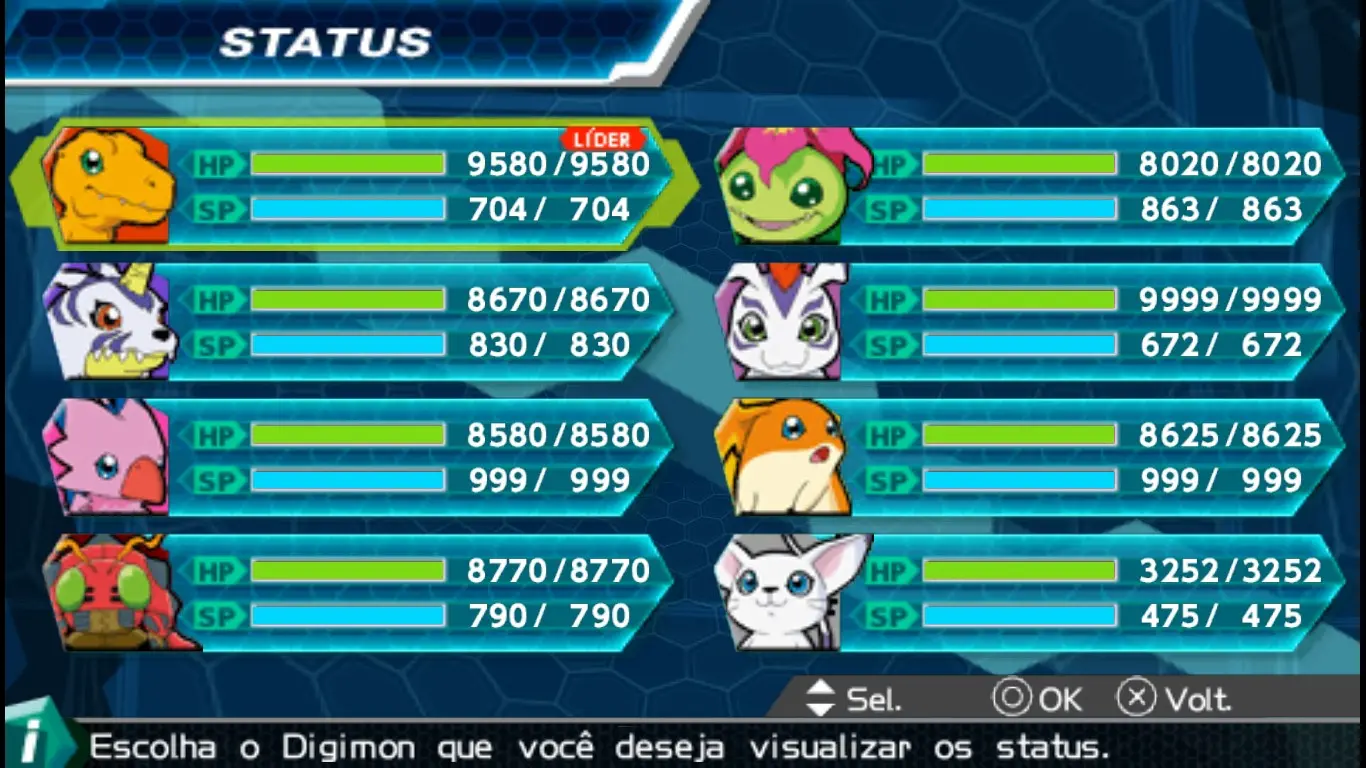 STATUS
LÍDER
HP 9580/9580
SP 704/ 704
HP 8020/8020
SP 863/ 863
HP 8670/8670
SP 830/ 830
HP 9999/9999
SP 672/ 672
HP 8580/8580
SP 999/ 999
HP 8625/8625
SP 999/ 999
HP 8770/8770
SP 790/ 790
HP 3252/3252
SP 475/ 475
Sel. OK Volt.
i Escolha o Digimon que você deseja visualizar os status.